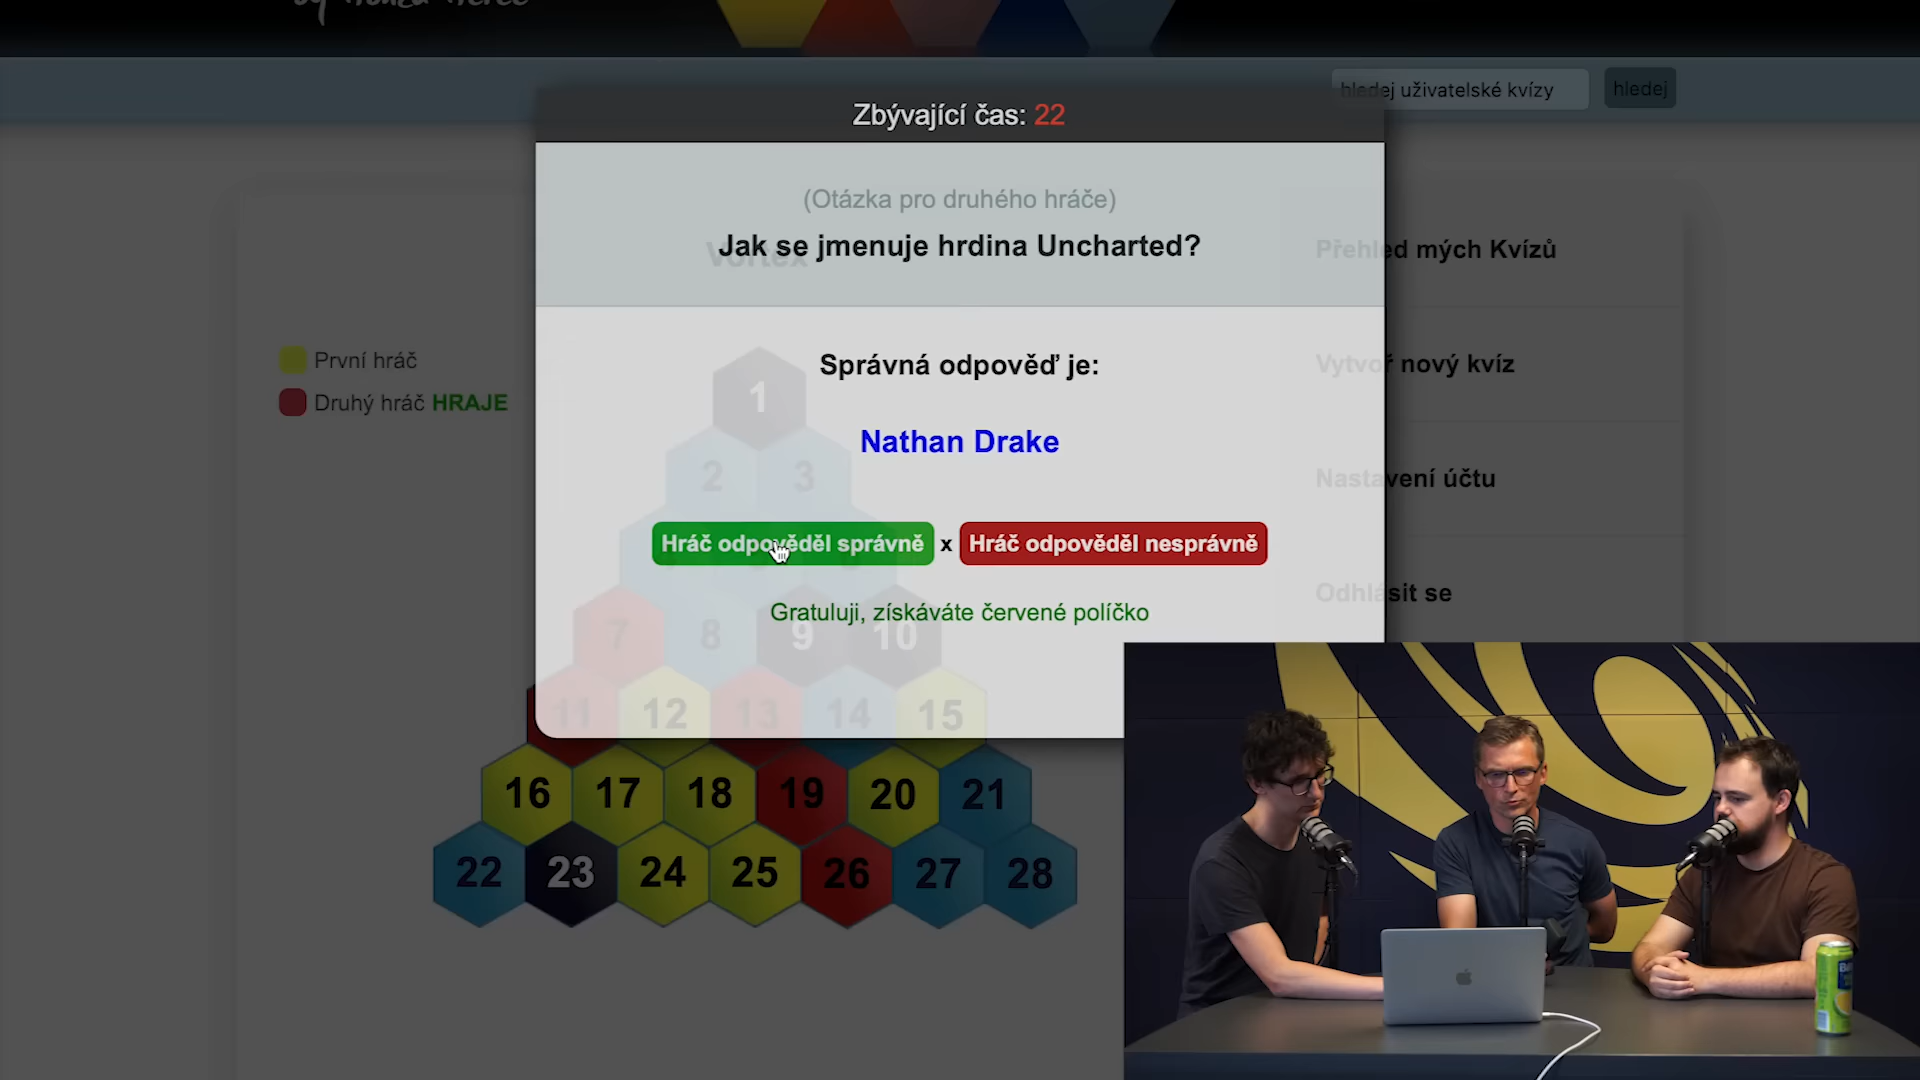 hledej uživatelské kvízy
hledej
Zbývající čas: 22
(Otázka pro druhého hráče)
Jak se jmenuje hrdina Uncharted?
Vortex
Přehled mých Kvízů
První hráč
Druhý hráč HRAJE
Správná odpověď je:
Vytvoř nový kvíz
1
Nathan Drake
2 3
Nastavení účtu
Hráč odpověděl správně x Hráč odpověděl nesprávně
Odhlásit se
Gratuluji, získáváte červené políčko
7 8 9 10
11 12 13 14 15
16 17 18 19 20 21
22 23 24 25 26 27 28